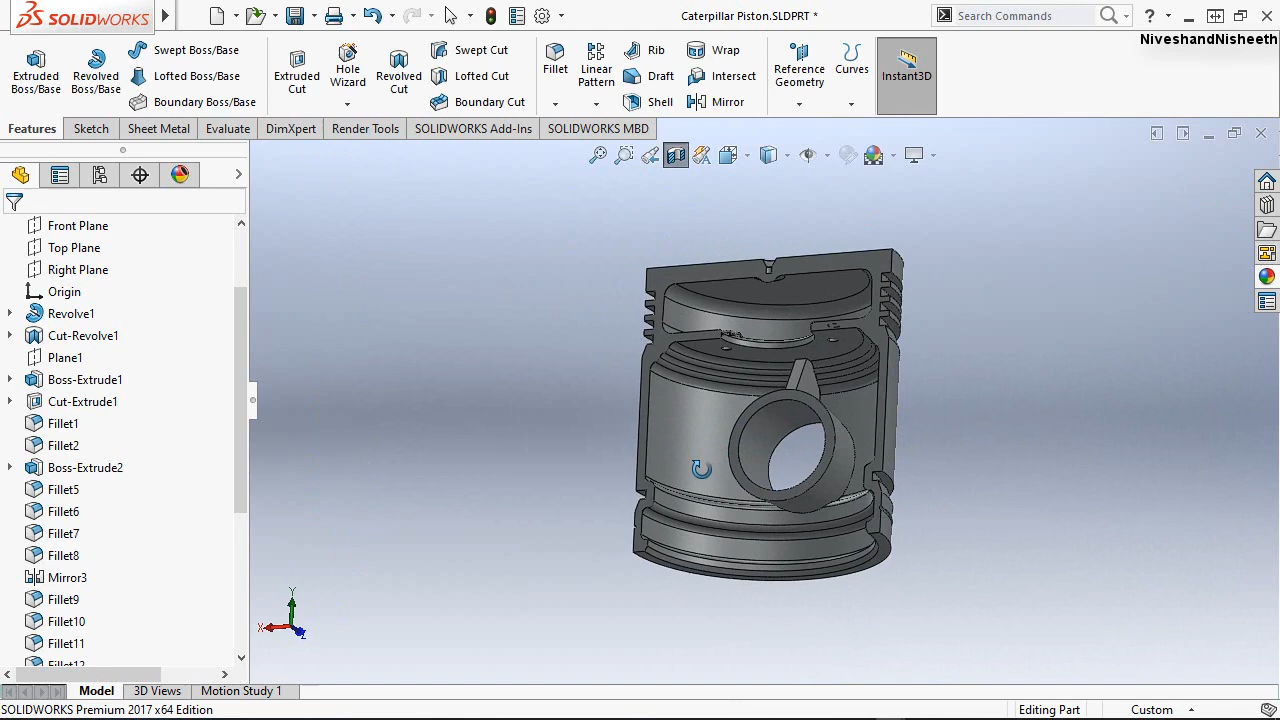 SOLIDWORKS
Caterpillar Piston.SLDPRT *
Search Commands
NiveshandNisheeth
Extruded Boss/Base
Revolved Boss/Base
Swept Boss/Base
Lofted Boss/Base
Boundary Boss/Base
Extruded Cut
Hole Wizard
Revolved Cut
Swept Cut
Lofted Cut
Boundary Cut
Fillet
Linear Pattern
Rib
Draft
Shell
Wrap
Intersect
Mirror
Reference Geometry
Curves
Instant3D
Features
Sketch
Sheet Metal
Evaluate
DimXpert
Render Tools
SOLIDWORKS Add-Ins
SOLIDWORKS MBD
Front Plane
Top Plane
Right Plane
Origin
Revolve1
Cut-Revolve1
Plane1
Boss-Extrude1
Cut-Extrude1
Fillet1
Fillet2
Boss-Extrude2
Fillet5
Fillet6
Fillet7
Fillet8
Mirror3
Fillet9
Fillet10
Fillet11
Fillet12
Y
X
Z
Model
3D Views
Motion Study 1
SOLIDWORKS Premium 2017 x64 Edition
Editing Part
Custom